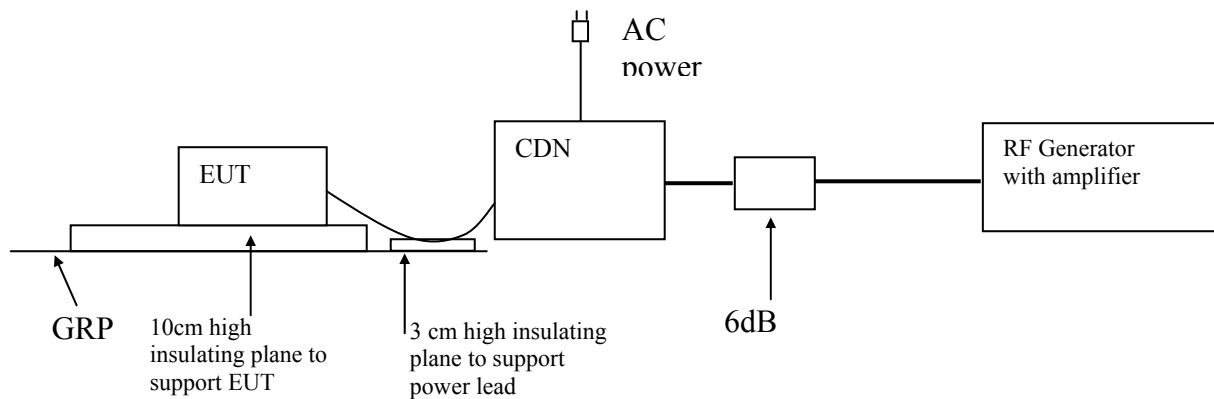 AC
power
EUT
CDN
RF Generator
with amplifier
GRP
10cm high
insulating plane to
support EUT
3 cm high insulating
plane to support
power lead
6dB